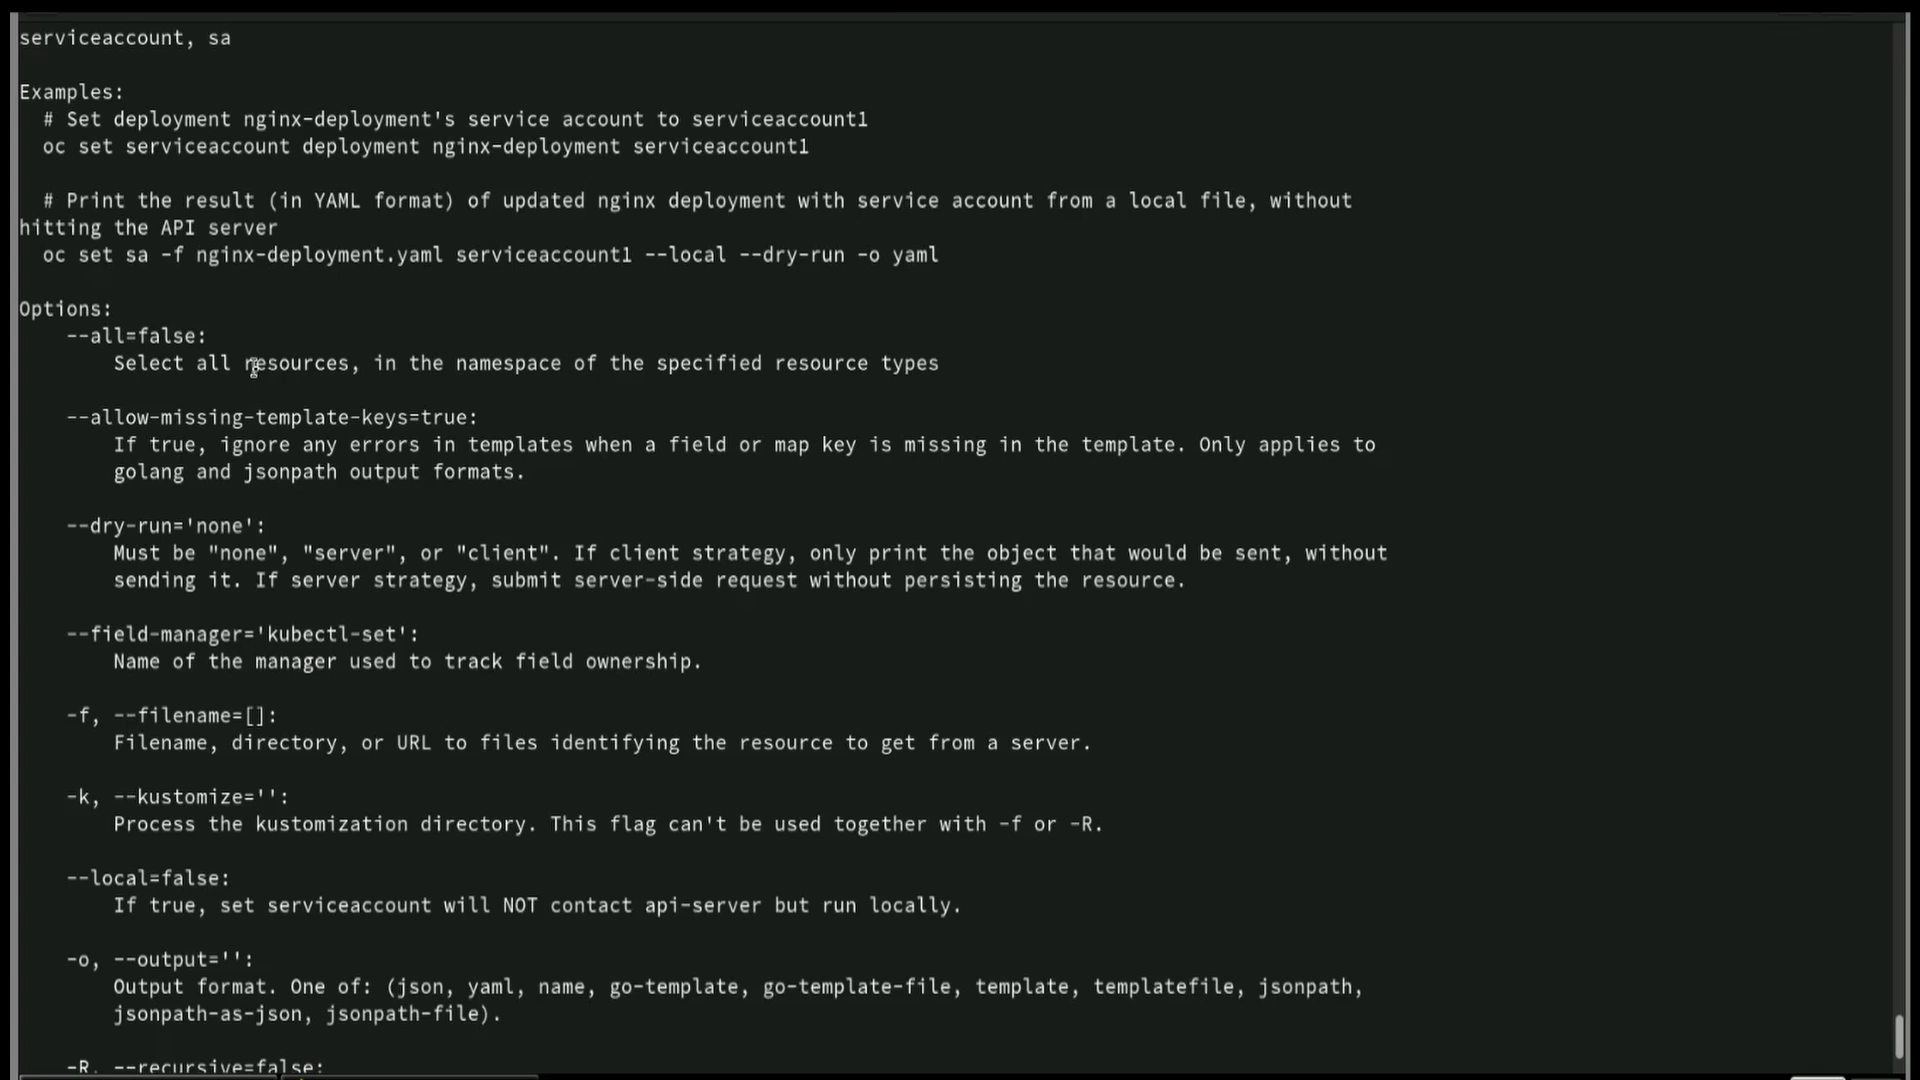 serviceaccount, sa
Examples:
# Set deployment nginx-deployment's service account to serviceaccount1
oc set serviceaccount deployment nginx-deployment serviceaccount1
# Print the result (in YAML format) of updated nginx deployment with service account from a local file, without
hitting the API server
oc set sa -f nginx-deployment.yaml serviceaccount1 --local --dry-run -o yaml
Options:
--all=false:
Select all resources, in the namespace of the specified resource types
--allow-missing-template-keys=true:
If true, ignore any errors in templates when a field or map key is missing in the template. Only applies to
golang and jsonpath output formats.
--dry-run='none':
Must be "none", "server", or "client". If client strategy, only print the object that would be sent, without
sending it. If server strategy, submit server-side request without persisting the resource.
--field-manager='kubectl-set':
Name of the manager used to track field ownership.
-f, --filename=[]:
Filename, directory, or URL to files identifying the resource to get from a server.
-k, --kustomize='':
Process the kustomization directory. This flag can't be used together with -f or -R.
--local=false:
If true, set serviceaccount will NOT contact api-server but run locally.
-o, --output='':
Output format. One of: (json, yaml, name, go-template, go-template-file, template, templatefile, jsonpath,
jsonpath-as-json, jsonpath-file).
-R, --recursive=false: